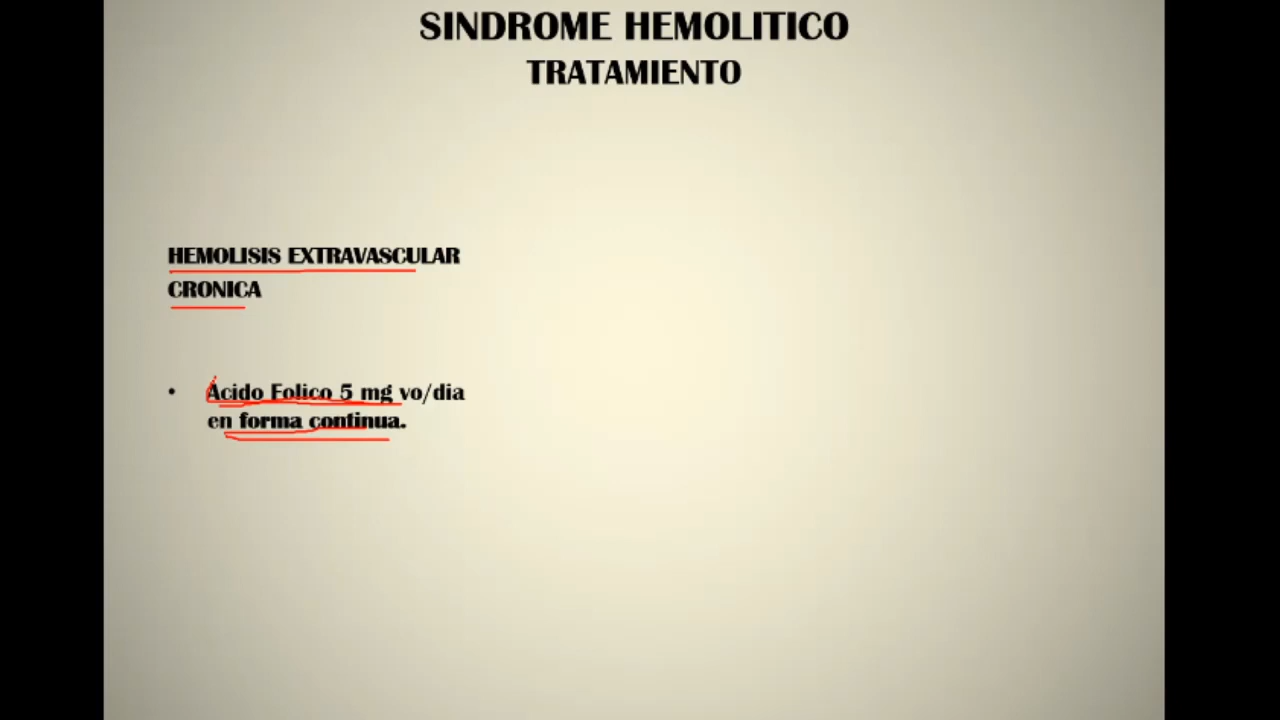 SINDROME HEMOLITICO
TRATAMIENTO
HEMOLISIS EXTRAVASCULAR
CRONICA
• Acido Folico 5 mg vo/dia
en forma continua.